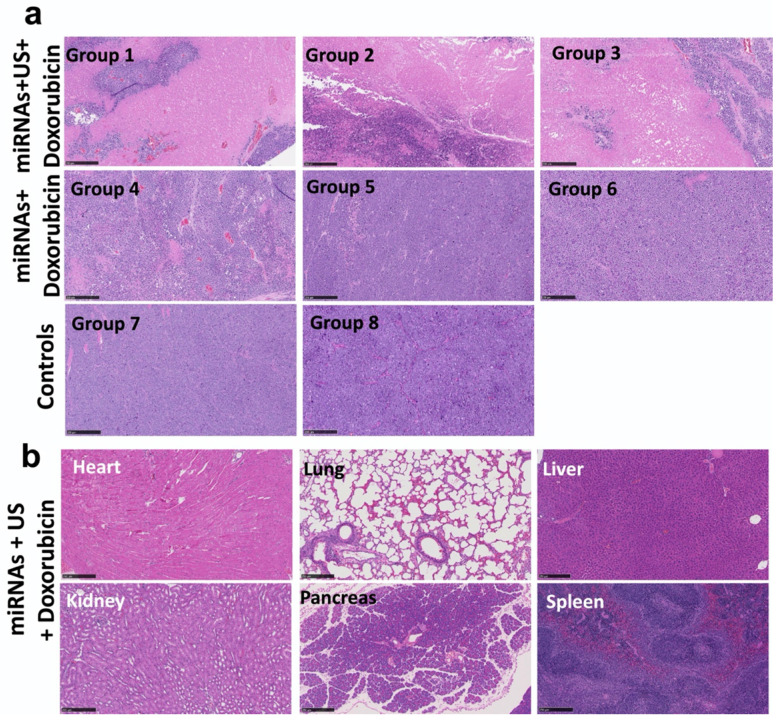 a
miRNAs+US+
Doxorubicin
Group 1
Group 2
Group 3
miRNAs+
Doxorubicin
Group 4
Group 5
Group 6
Controls
Group 7
Group 8
b
miRNAs + US
+ Doxorubicin
Heart
Lung
Liver
Kidney
Pancreas
Spleen